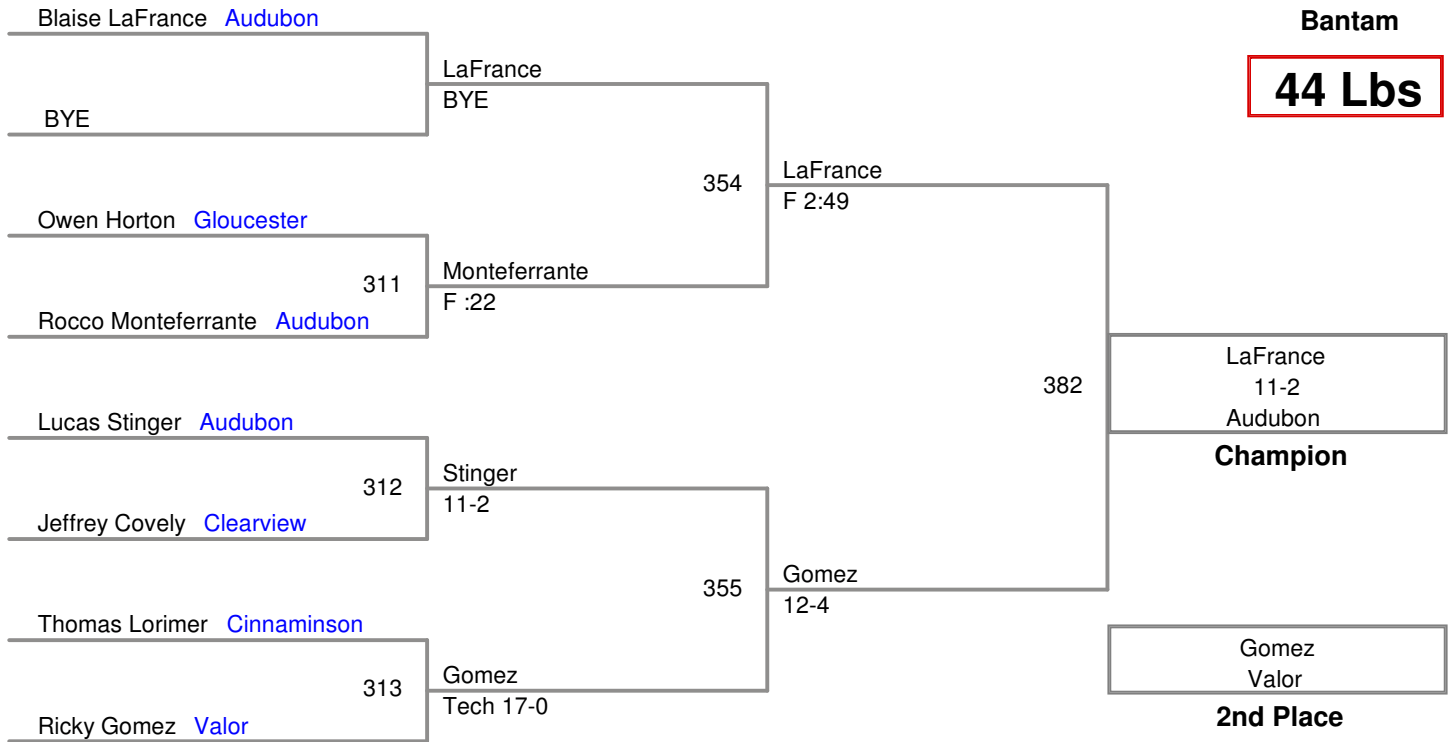 Blaise LaFrance Audubon
Bantam
LaFrance
44 Lbs
BYE
BYE
354
LaFrance
F 2:49
Owen Horton Gloucester
311
Monteferrante
F :22
Rocco Monteferrante Audubon
LaFrance
382
11-2
Audubon
Lucas Stinger Audubon
Champion
312
Stinger
11-2
Jeffrey Covely Clearview
355
Gomez
12-4
Thomas Lorimer Cinnaminson
Gomez
Valor
313
Gomez
Tech 17-0
2nd Place
Ricky Gomez Valor